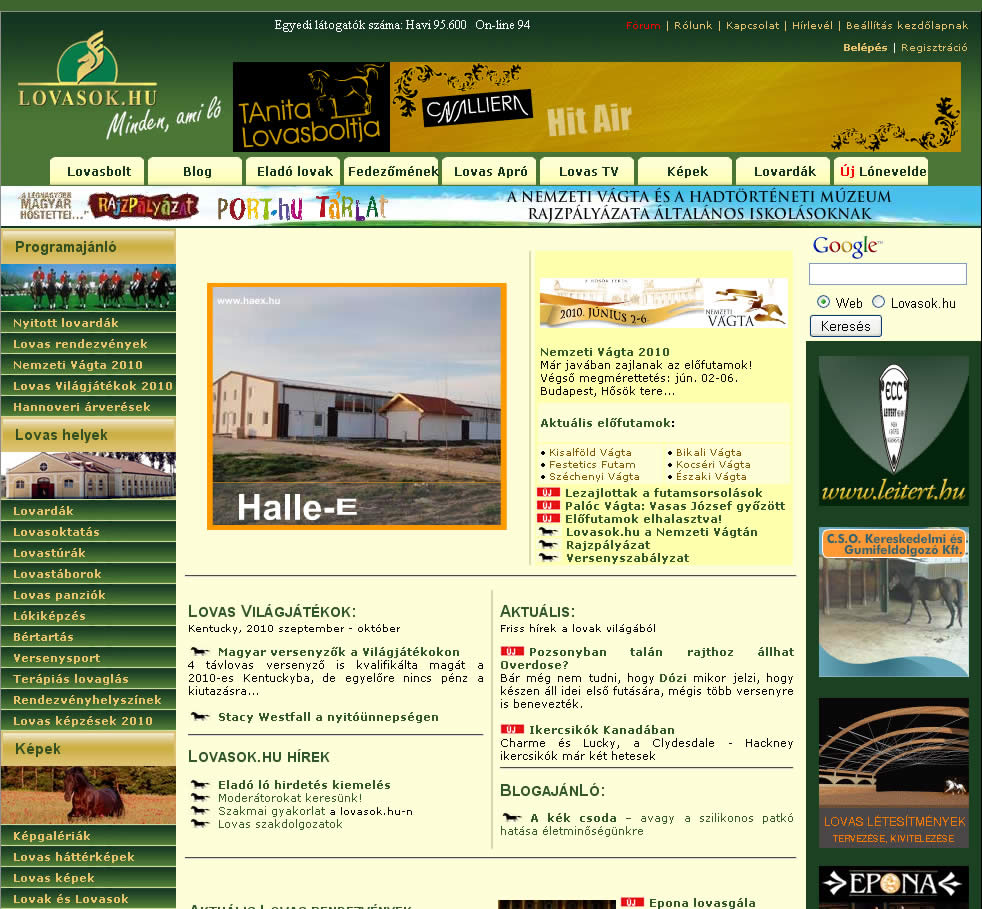 Egyedi látogatók száma: Havi 95.600 On-line 94
Fórum | Rólunk | Kapcsolat | Hírlevél | Beállítás kezdőlapnak
Belépés | Regisztráció
LOVASOK.HU
Minden, ami ló
TAnita
Lovasboltja
CAVALLIERA
Hit Air
Lovasbolt
Blog
Eladó lovak
Fedezőmének
Lovas Apró
Lovas TV
Képek
Lovardák
Új Lónevelde
A LEGNAGYOBB
MAGYAR
HŐSTETTEI...
RAJZPÁLYÁZAT
PORT.hu TÁRLAT
A NEMZETI VÁGTA ÉS A HADTÖRTÉNETI MÚZEUM
RAJZPÁLYÁZATA ÁLTALÁNOS ISKOLÁSOKNAK
Programajánló
Nyitott lovardák
Lovas rendezvények
Nemzeti Vágta 2010
Lovas Világjátékok 2010
Hannoveri árverések
Lovas helyek
Lovardák
Lovasoktatás
Lovastúrák
Lovastáborok
Lovas panziók
Lókiképzés
Bértartás
Versenysport
Terápiás lovaglás
Rendezvényhelyszínek
Lovas képzések 2010
Képek
Képgalériák
Lovas háttérképek
Lovas képek
Lovak és Lovasok
www.haex.hu
Halle-E
A HŐSÖK TERÉN
2010. JÚNIUS 2-6.
NEMZETI
VÁGTA
Nemzeti Vágta 2010
Már javában zajlanak az előfutamok!
Végső megmérettetés: jún. 02-06.
Budapest, Hősök tere...
Aktuális előfutamok:
Kisalföld Vágta
Bikali Vágta
Festetics Futam
Kocséri Vágta
Széchenyi Vágta
Északi Vágta
ÚJ Lezajlottak a futamsorsolások
ÚJ Palóc Vágta: Vasas József győzött
ÚJ Előfutamok elhalasztva!
Lovasok.hu a Nemzeti Vágtán
Rajzpályázat
Versenyszabályzat
Lovas Világjátékok:
Kentucky, 2010 szeptember - október
Magyar versenyzők a Világjátékokon
4 távlovas versenyző is kvalifikálta magát a
2010-es Kentuckyba, de egyelőre nincs pénz a
kiutazásra...
Stacy Westfall a nyitóünnepségen
Lovasok.hu hírek
Eladó ló hirdetés kiemelés
Moderátorokat keresünk!
Szakmai gyakorlat a lovasok.hu-n
Lovas szakdolgozatok
Aktuális:
Friss hírek a lovak világából
ÚJ Pozsonyban talán rajthoz állhat
Overdose?
Bár még nem tudni, hogy Dózi mikor jelzi, hogy
készen áll idei első futására, mégis több versenyre
is benevezték.
ÚJ Ikercsikók Kanadában
Charme és Lucky, a Clydesdale - Hackney
ikercsikók már két hetesek
BlogajánLó:
A kék csoda – avagy a szilikonos patkó
hatása életminőségünkre
Aktuális Lovas rendezvények
ÚJ Epona lovasgála
Google™
Web
Lovasok.hu
Keresés
ECC
LEITERT
www.leitert.hu
C.S.O. Kereskedelmi és
Gumifeldolgozó Kft.
LOVAS LÉTESÍTMÉNYEK
TERVEZÉSE, KIVITELEZÉSE
EPONA